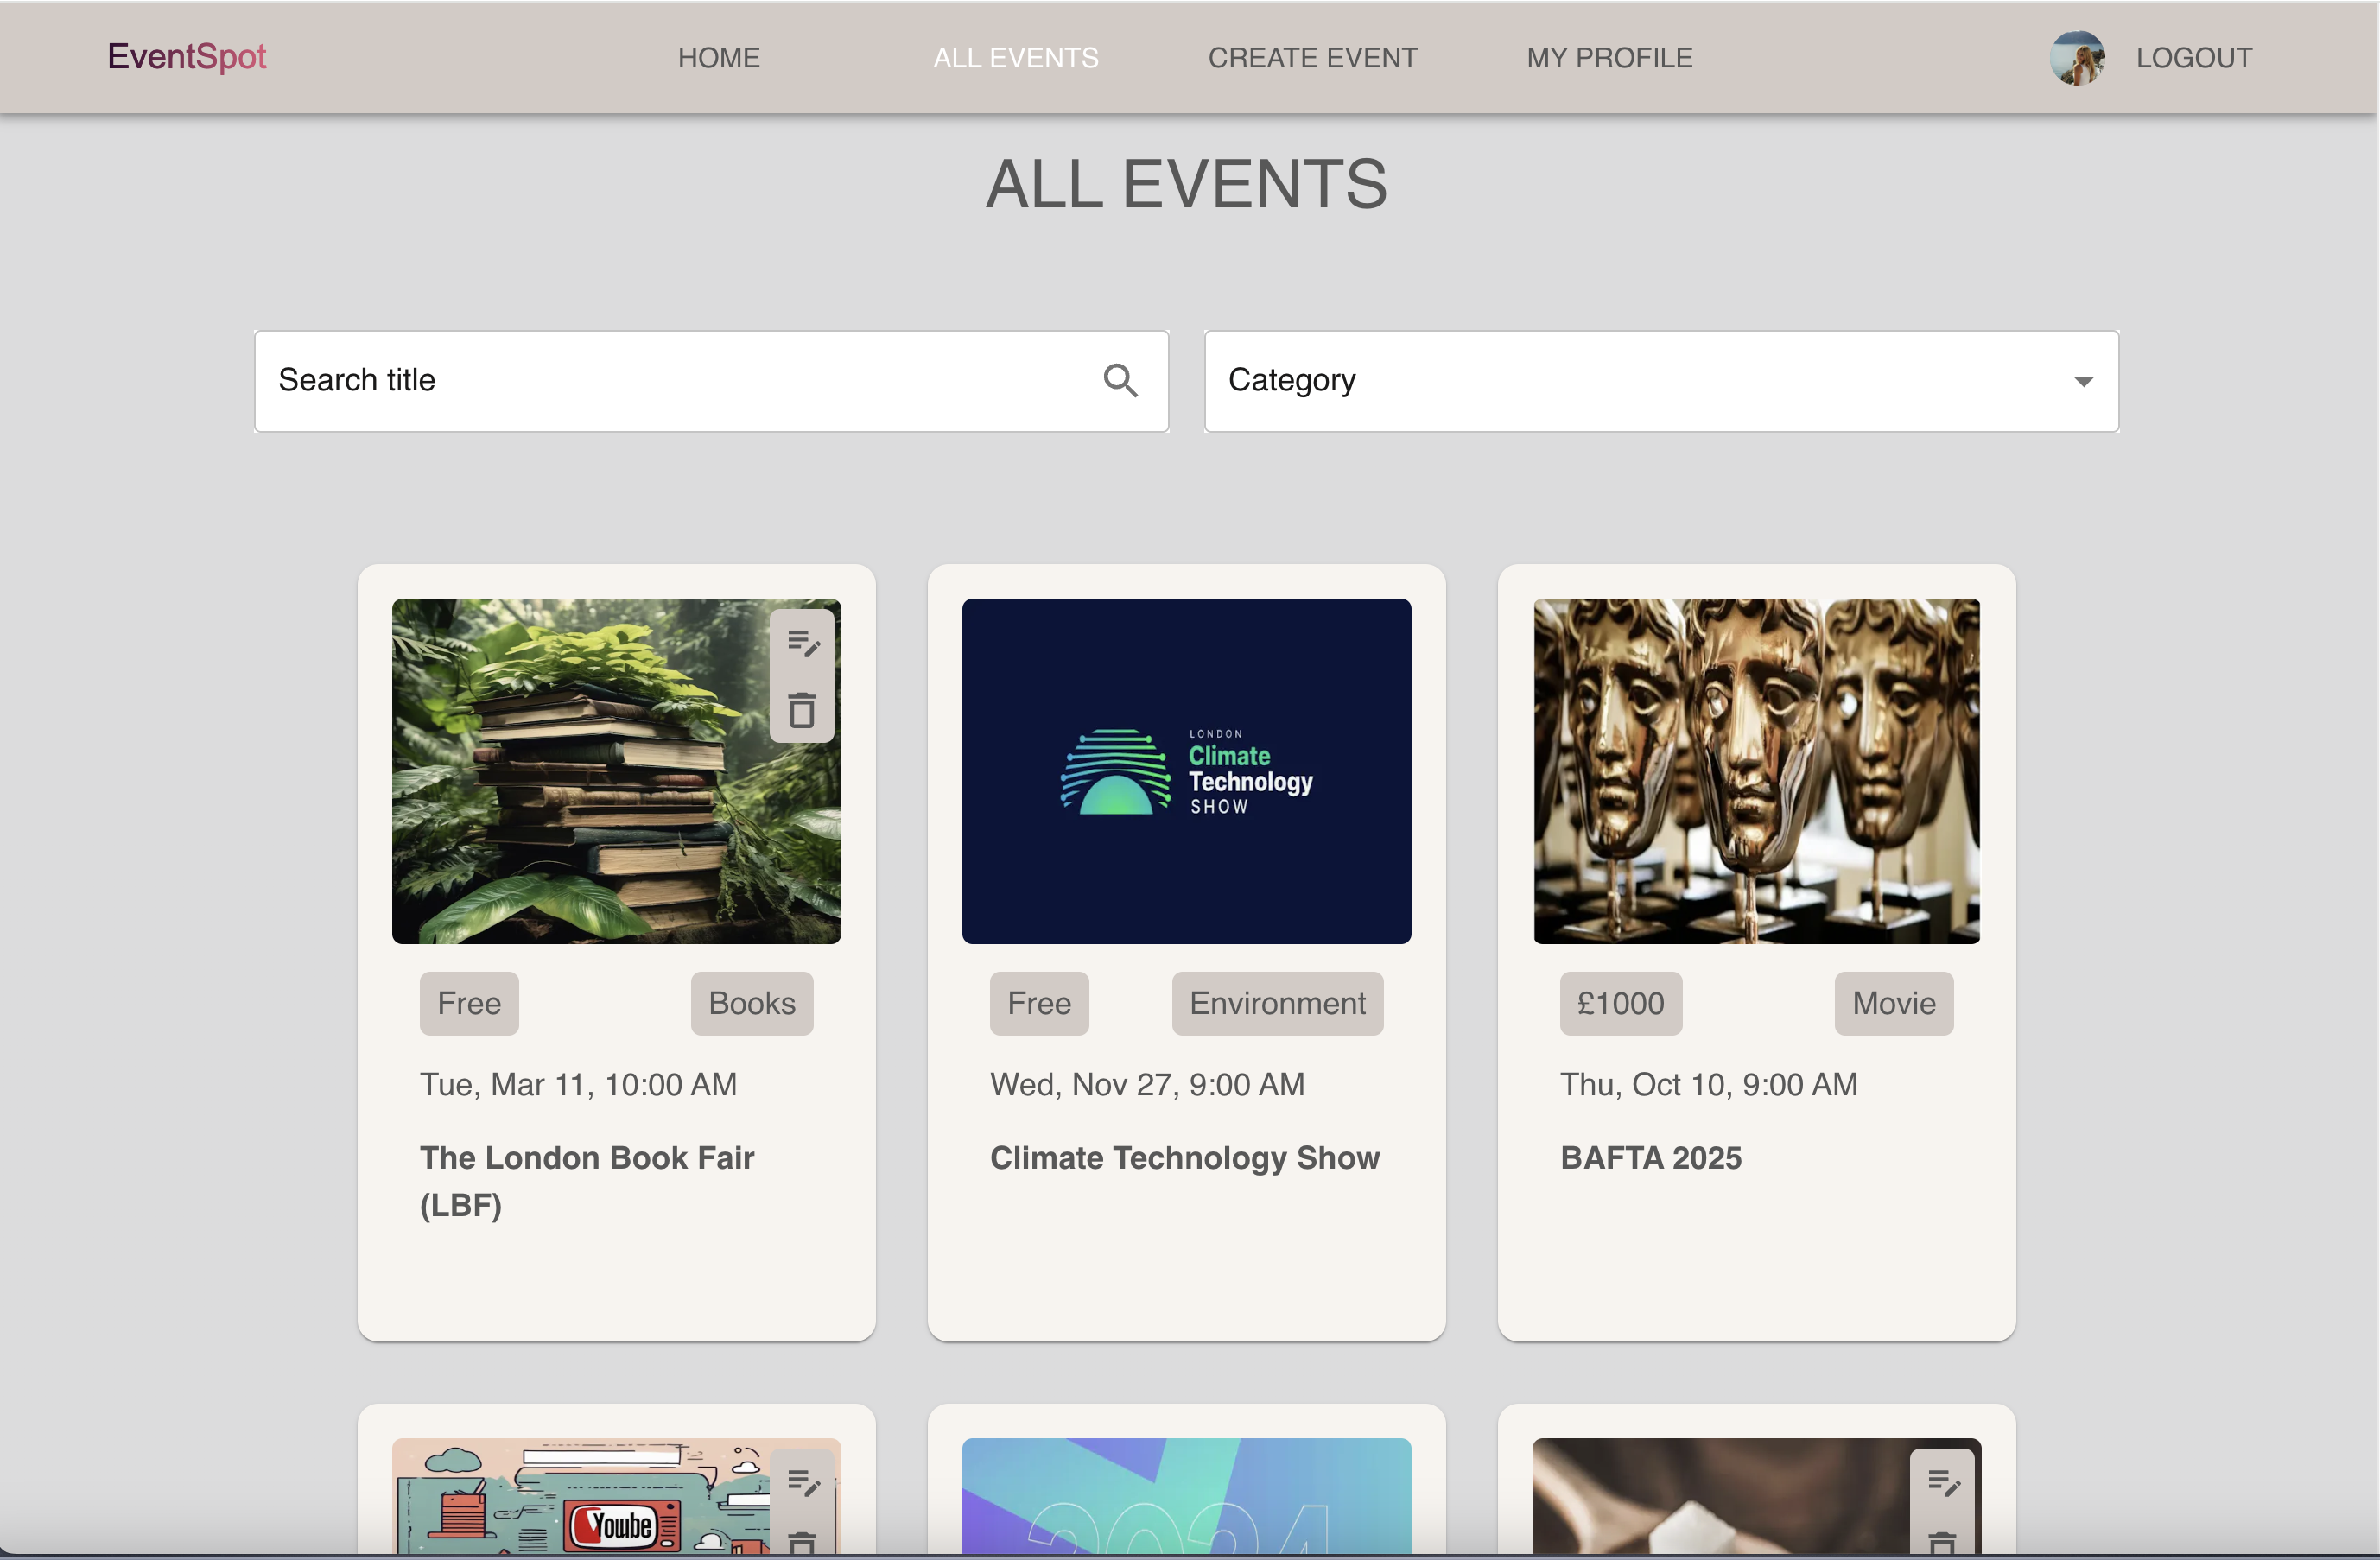 EventSpot
HOME
ALL EVENTS
CREATE EVENT
MY PROFILE
LOGOUT
ALL EVENTS
Search title
Category
LONDON
Climate
Technology
SHOW
Free
Books
Tue, Mar 11, 10:00 AM
The London Book Fair
(LBF)
Free
Environment
Wed, Nov 27, 9:00 AM
Climate Technology Show
£1000
Movie
Thu, Oct 10, 9:00 AM
BAFTA 2025
Yowbe
2024